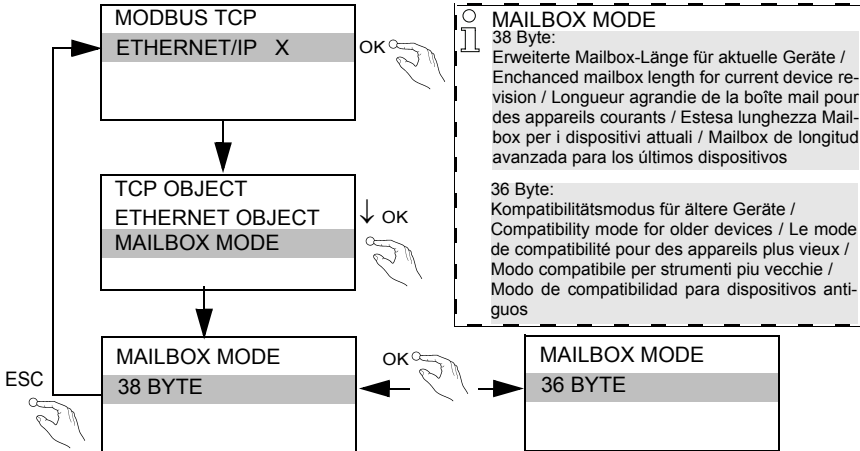 MODBUS TCP
ETHERNET/IP X
OK
TCP OBJECT
ETHERNET OBJECT
MAILBOX MODE
↓ OK
MAILBOX MODE
38 BYTE
ESC
OK
MAILBOX MODE
36 BYTE
MAILBOX MODE
38 Byte:
Erweiterte Mailbox-Länge für aktuelle Geräte /
Enchanced mailbox length for current device re-
vision / Longueur agrandie de la boîte mail pour
des appareils courants / Estesa lunghezza Mail-
box per i dispositivi attuali / Mailbox de longitud
avanzada para los últimos dispositivos
36 Byte:
Kompatibilitätsmodus für ältere Geräte /
Compatibility mode for older devices / Le mode
de compatibilité pour des appareils plus vieux /
Modo compatibile per strumenti piu vecchie /
Modo de compatibilidad para dispositivos anti-
guos